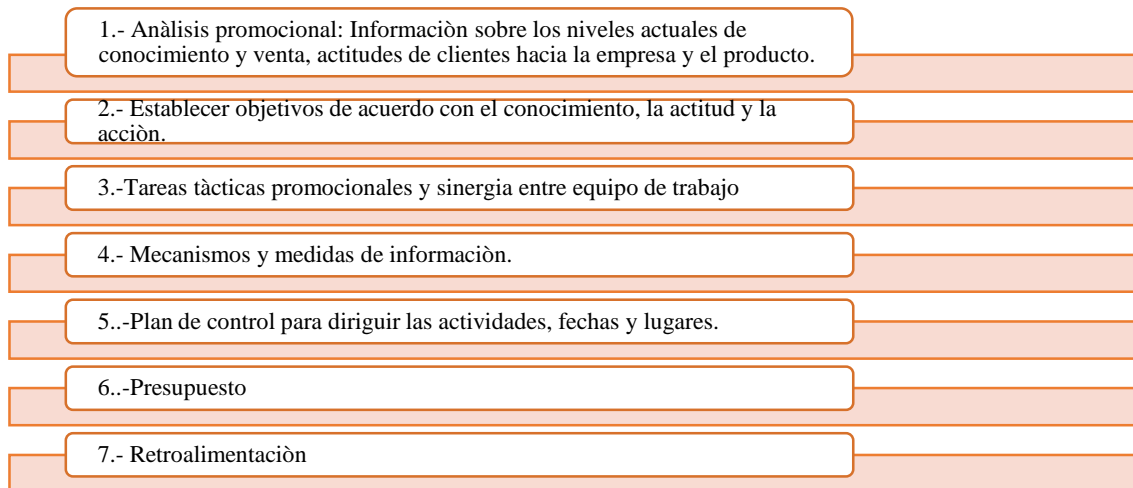 1.- Anàlisis promocional: Informaciòn sobre los niveles actuales de
conocimiento y venta, actitudes de clientes hacia la empresa y el producto.
2.- Establecer objetivos de acuerdo con el conocimiento, la actitud y la
acciòn.
3.-Tareas tàcticas promocionales y sinergia entre equipo de trabajo
4.- Mecanismos y medidas de informaciòn.
5..-Plan de control para diriguir las actividades, fechas y lugares.
6..-Presupuesto
7.- Retroalimentaciòn